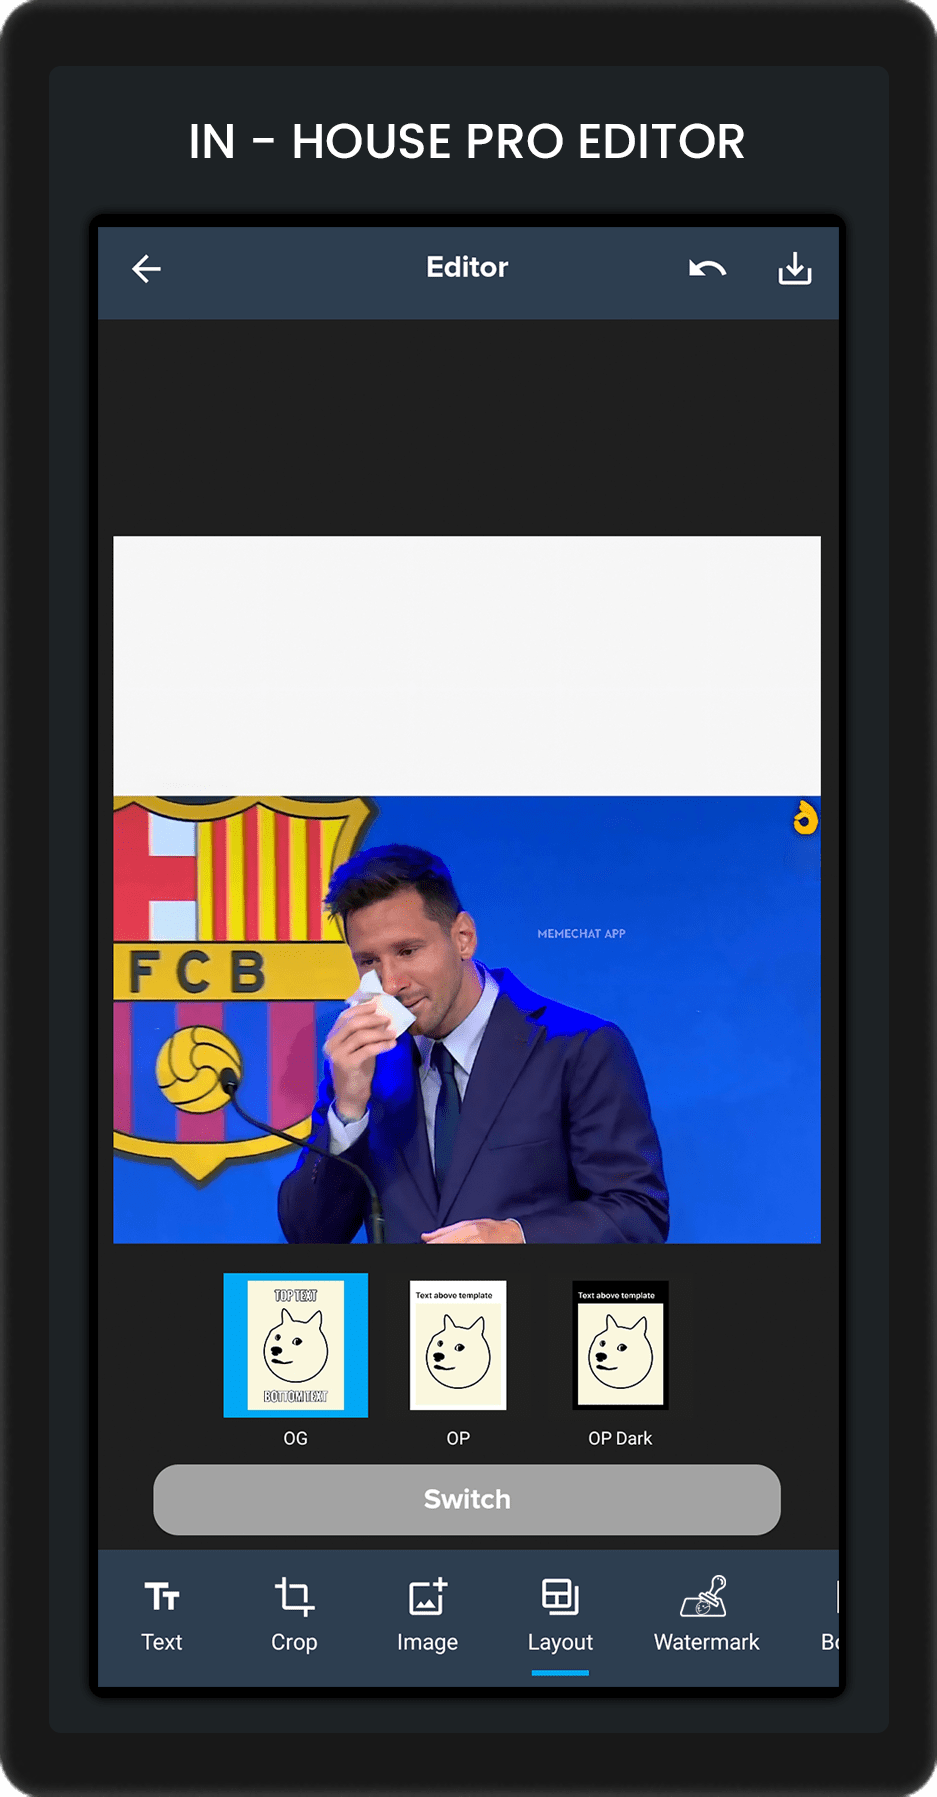 IN - HOUSE PRO EDITOR
Editor
FCB
MEMECHAT APP
TOP TEXT
BOTTOM TEXT
Text above template
Text above template
OG
OP
OP Dark
Switch
Text
Crop
Image
Layout
Watermark